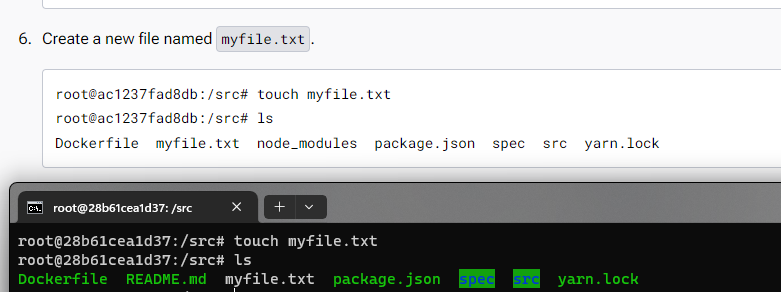 6. Create a new file named myfile.txt.
root@ac1237fad8db:/src# touch myfile.txt
root@ac1237fad8db:/src# ls
Dockerfile  myfile.txt  node_modules  package.json  spec  src  yarn.lock
root@28b61cea1d37: /src
root@28b61cea1d37:/src# touch myfile.txt
root@28b61cea1d37:/src# ls
Dockerfile  README.md  myfile.txt  package.json  spec  src  yarn.lock